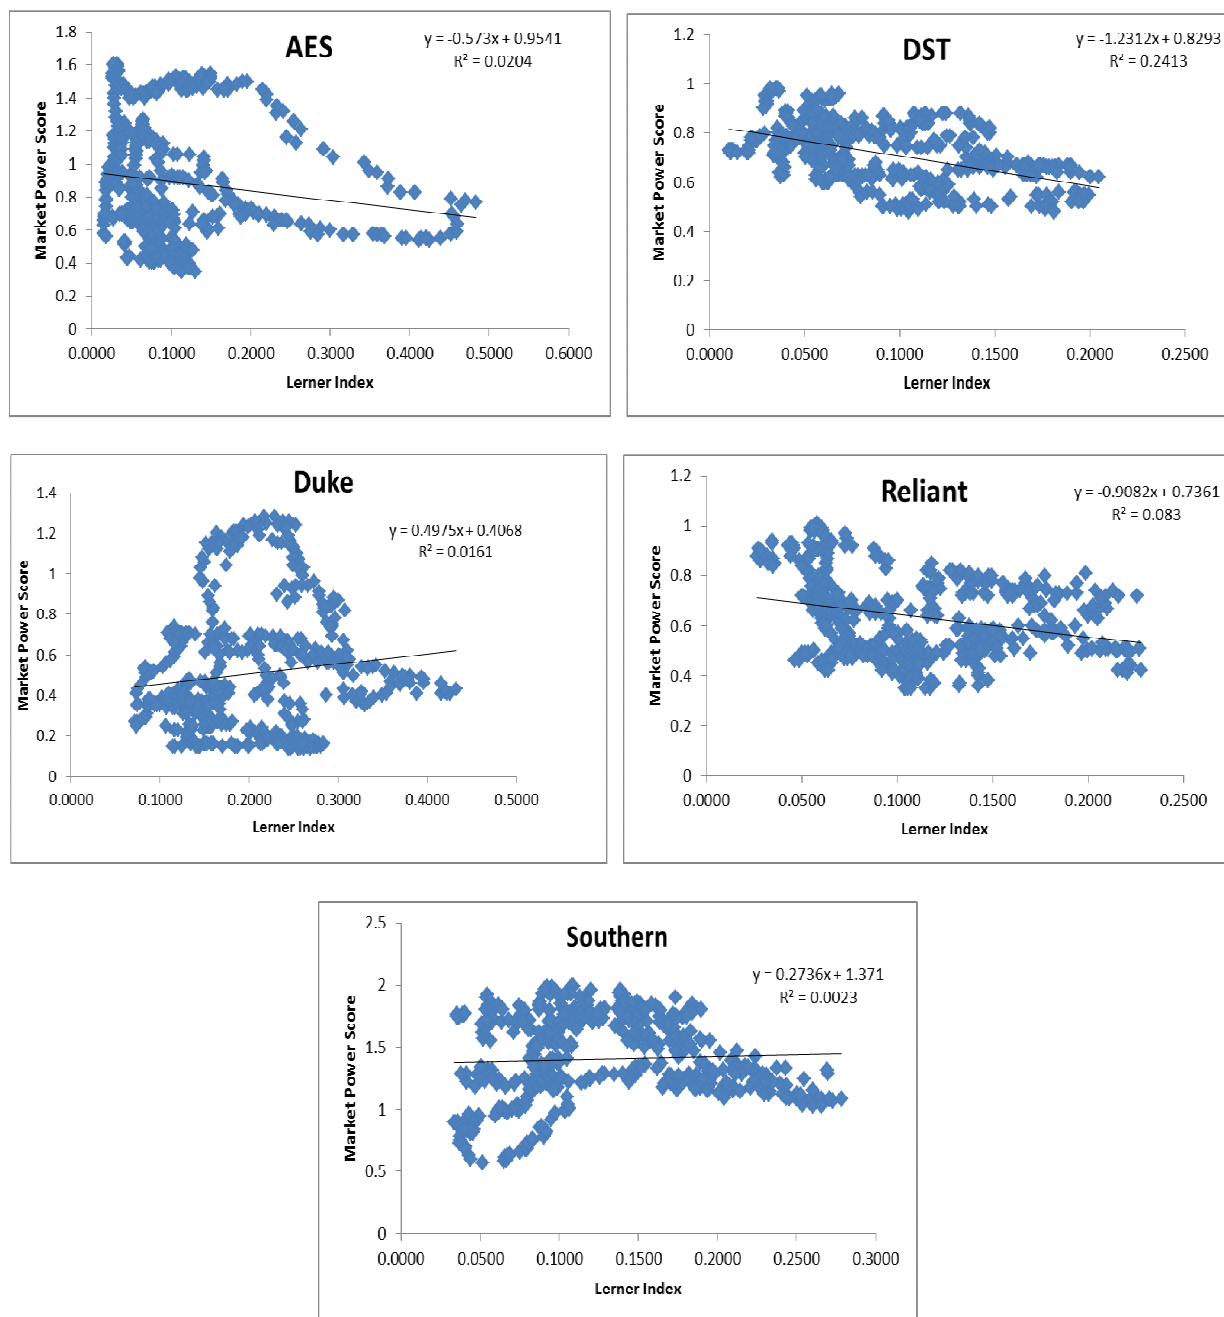 AES
y = -0.573x + 0.9541
R² = 0.0204
Market Power Score
1.8
1.6
1.4
1.2
1
0.8
0.6
0.4
0.2
0
0.0000 0.1000 0.2000 0.3000 0.4000 0.5000 0.6000
Lerner Index
DST
y = -1.2312x + 0.8293
R² = 0.2413
Market Power Score
1.2
1
0.8
0.6
0.4
0.2
0
0.0000 0.0500 0.1000 0.1500 0.2000 0.2500
Lerner Index
Duke
y = 0.4975x + 0.4068
R² = 0.0161
Market Power Score
1.4
1.2
1
0.8
0.6
0.4
0.2
0
0.0000 0.1000 0.2000 0.3000 0.4000 0.5000
Lerner Index
Reliant
y = -0.9082x + 0.7361
R² = 0.083
Market Power Score
1.2
1
0.8
0.6
0.4
0.2
0
0.0000 0.0500 0.1000 0.1500 0.2000 0.2500
Lerner Index
Southern
y = 0.2736x + 1.371
R² = 0.0023
Market Power Score
2.5
2
1.5
1
0.5
0
0.0000 0.0500 0.1000 0.1500 0.2000 0.2500 0.3000
Lerner Index